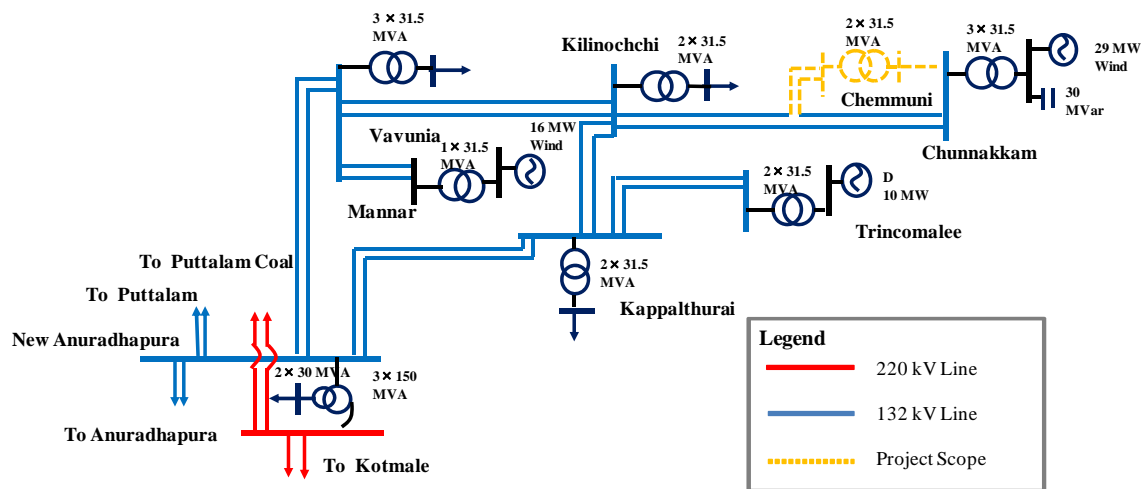 3 × 31.5
MVA
Kilinochchi
2 × 31.5
MVA
2 × 31.5
MVA
3 × 31.5
MVA
29 MW
Wind
30
MVar
Chemmuni
Chunnakkam
Vavunia
1 × 31.5
MVA
16 MW
Wind
Mannar
2 × 31.5
MVA
D
10 MW
Trincomalee
To Puttalam Coal
To Puttalam
New Anuradhapura
2 × 31.5
MVA
Kappalthurai
2 × 30 MVA
3 × 150
MVA
To Anuradhapura
To Kotmale
Legend
220 kV Line
132 kV Line
Project Scope